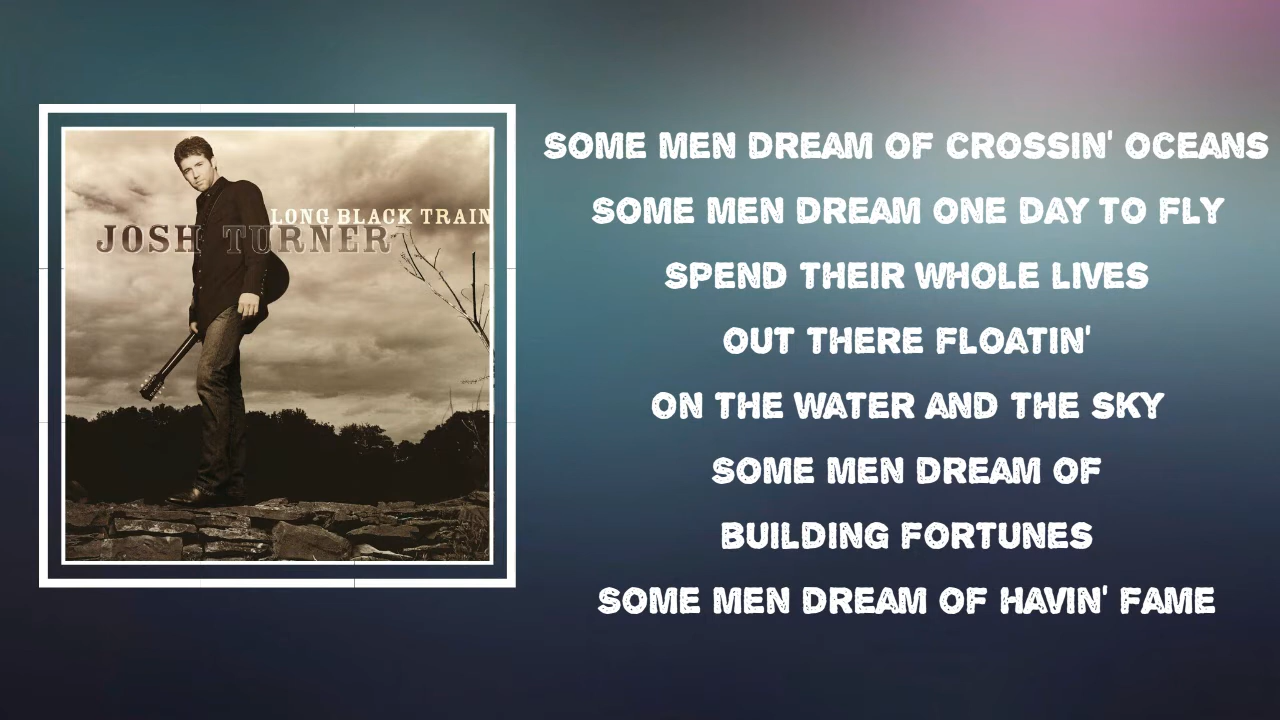 LONG BLACK TRAIN
JOSH TURNER
SOME MEN DREAM OF CROSSIN' OCEANS
SOME MEN DREAM ONE DAY TO FLY
SPEND THEIR WHOLE LIVES
OUT THERE FLOATIN'
ON THE WATER AND THE SKY
SOME MEN DREAM OF
BUILDING FORTUNES
SOME MEN DREAM OF HAVIN' FAME